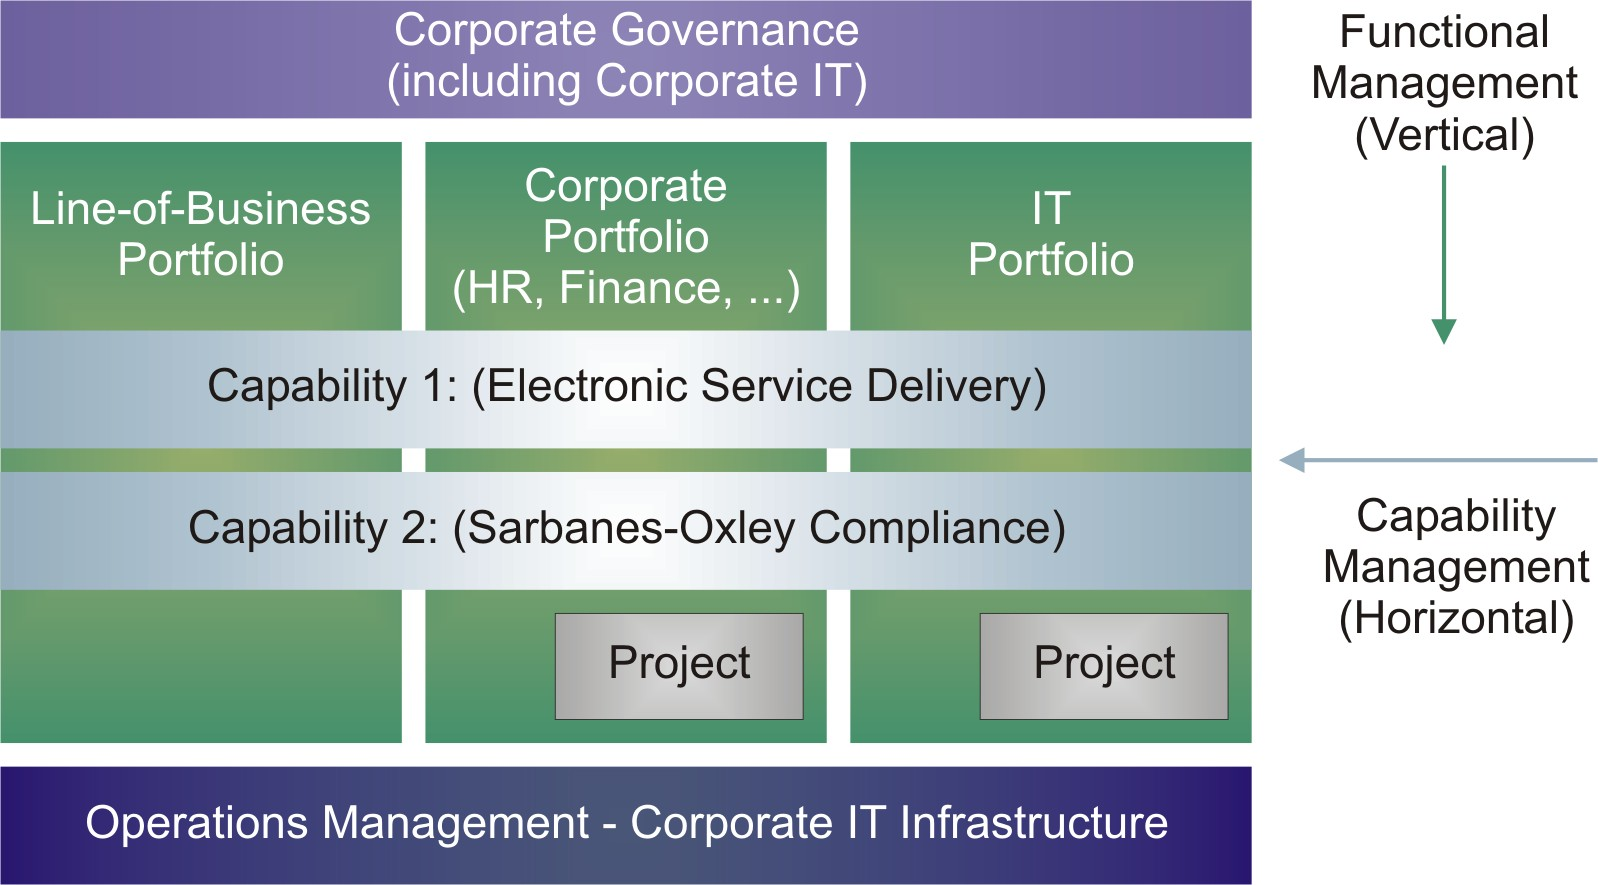 Corporate Governance
(including Corporate IT)
Functional
Management
(Vertical)
Line-of-Business
Portfolio
Corporate
Portfolio
(HR, Finance, ...)
IT
Portfolio
Capability 1: (Electronic Service Delivery)
Capability 2: (Sarbanes-Oxley Compliance)
Capability
Management
(Horizontal)
Project
Project
Operations Management - Corporate IT Infrastructure